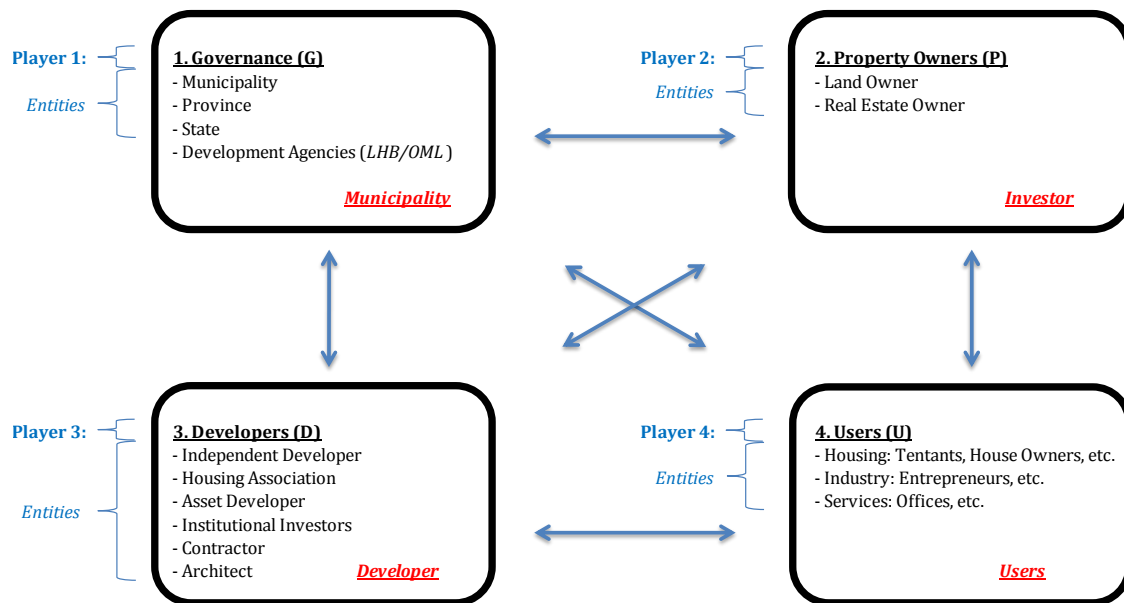 Player 1:
Entities
1. Governance (G)
- Municipality
- Province
- State
- Development Agencies (LHB/OML )
Municipality
Player 2:
Entities
2. Property Owners (P)
- Land Owner
- Real Estate Owner
Investor
Player 3:
Entities
3. Developers (D)
- Independent Developer
- Housing Association
- Asset Developer
- Institutional Investors
- Contractor
- Architect
Developer
Player 4:
Entities
4. Users (U)
- Housing: Tentants, House Owners, etc.
- Industry: Entrepreneurs, etc.
- Services: Offices, etc.
Users